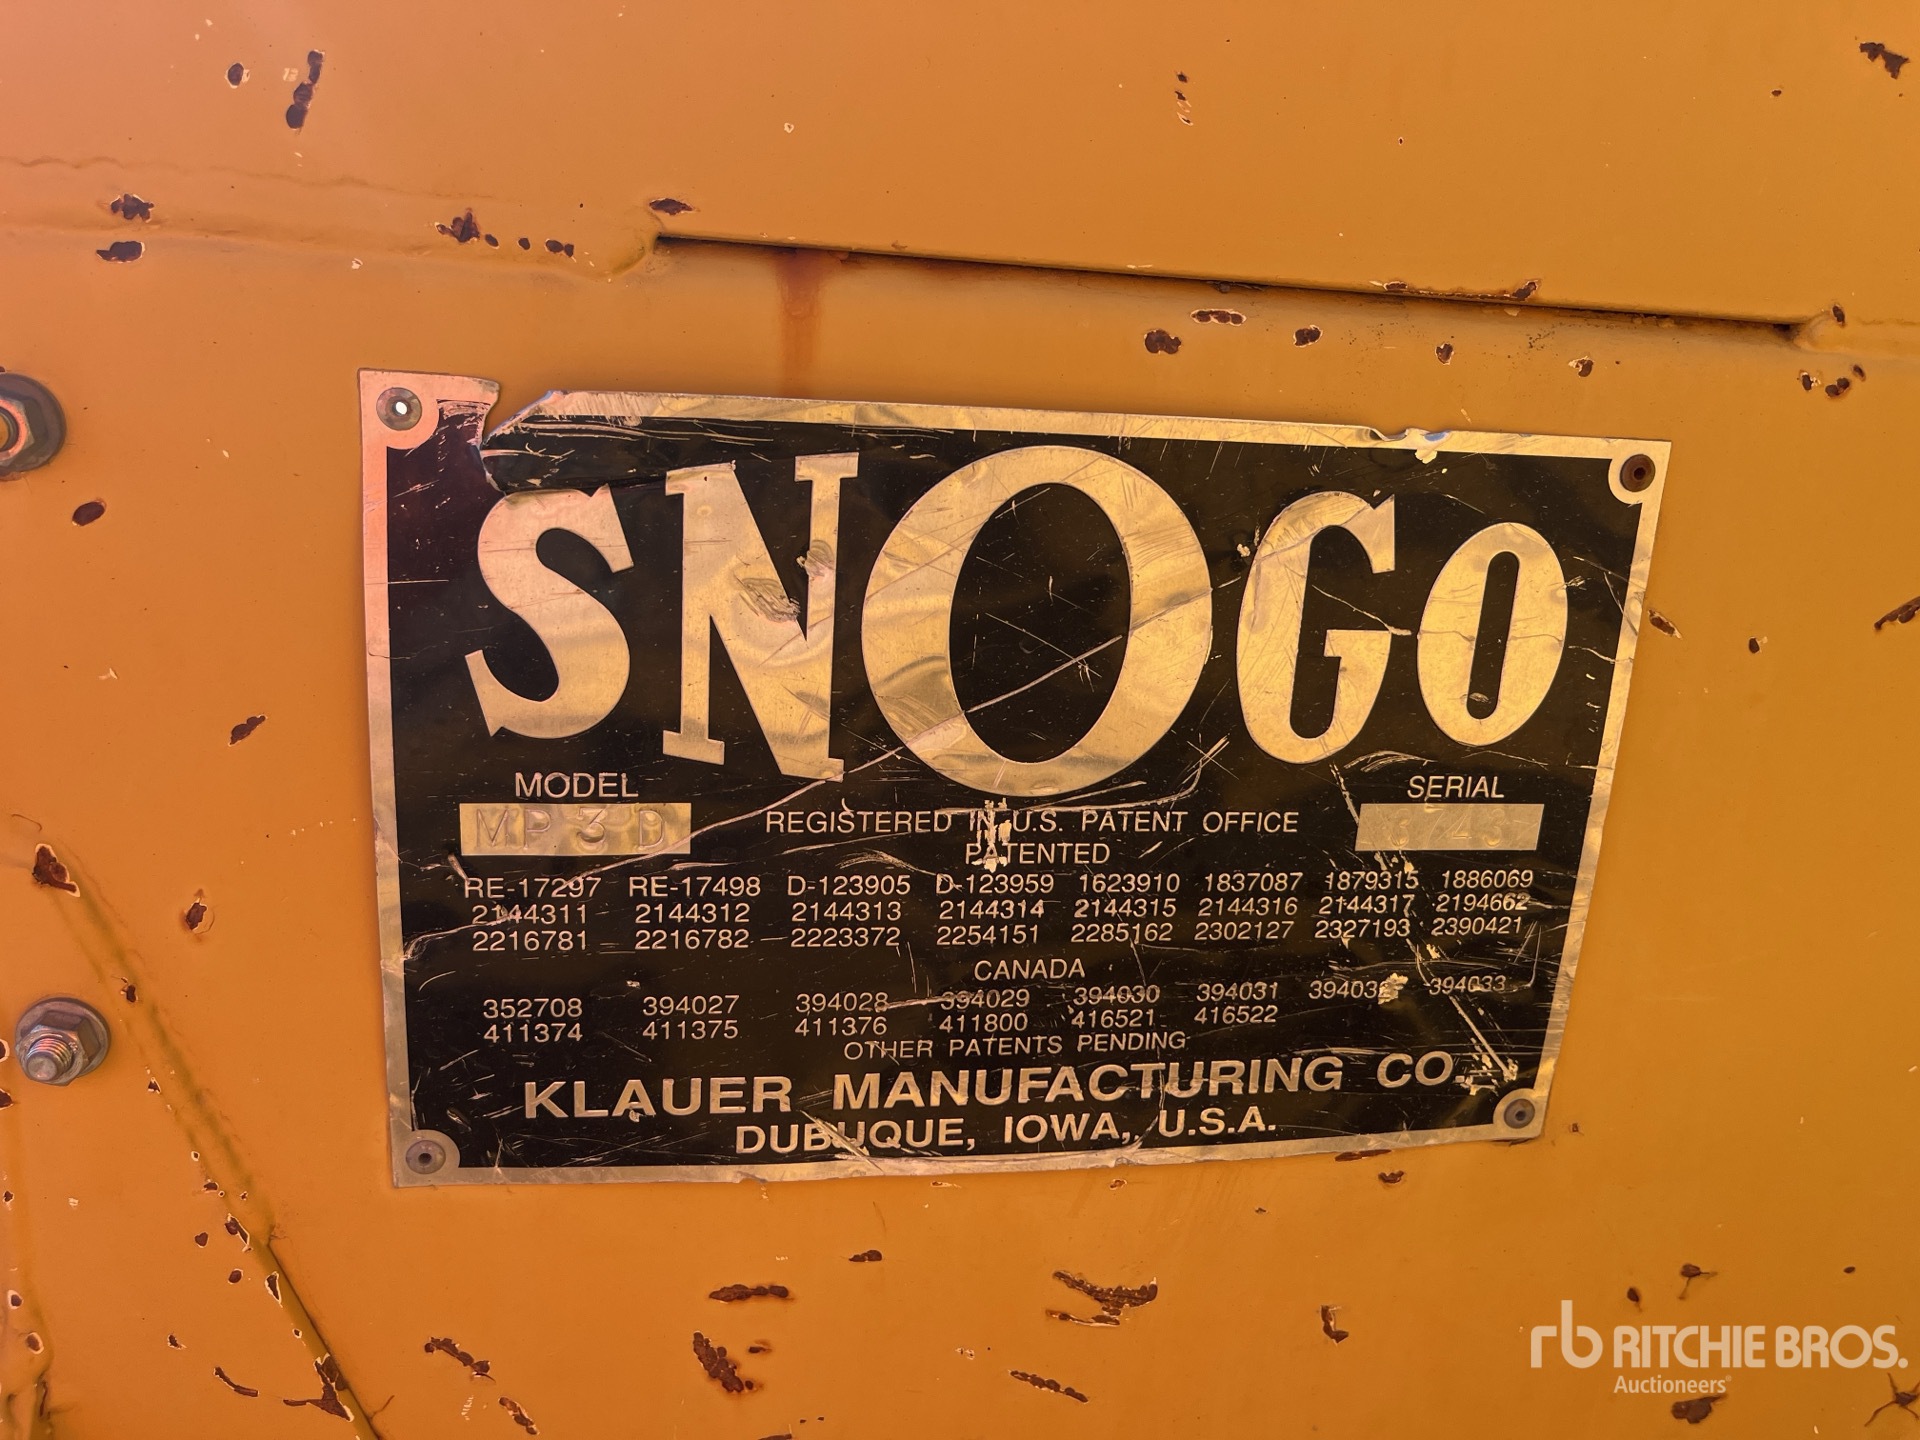 SNOGO
MODEL SERIAL
MP 3 D
REGISTERED IN U.S. PATENT OFFICE
PATENTED
RE-17297 RE-17498 D-123905 D-123959 1623910 1837087 1879315 1886069
2144311 2144312 2144313 2144314 2144315 2144316 2144317 2194662
2216781 2216782 2223372 2254151 2285162 2302127 2327193 2390421
CANADA
352708 394027 394028 394029 394030 394031 394032 394033
411374 411375 411376 411800 416521 416522
OTHER PATENTS PENDING
KLAUER MANUFACTURING CO.
DUBUQUE, IOWA, U.S.A.
rb RITCHIE BROS.
Auctioneers